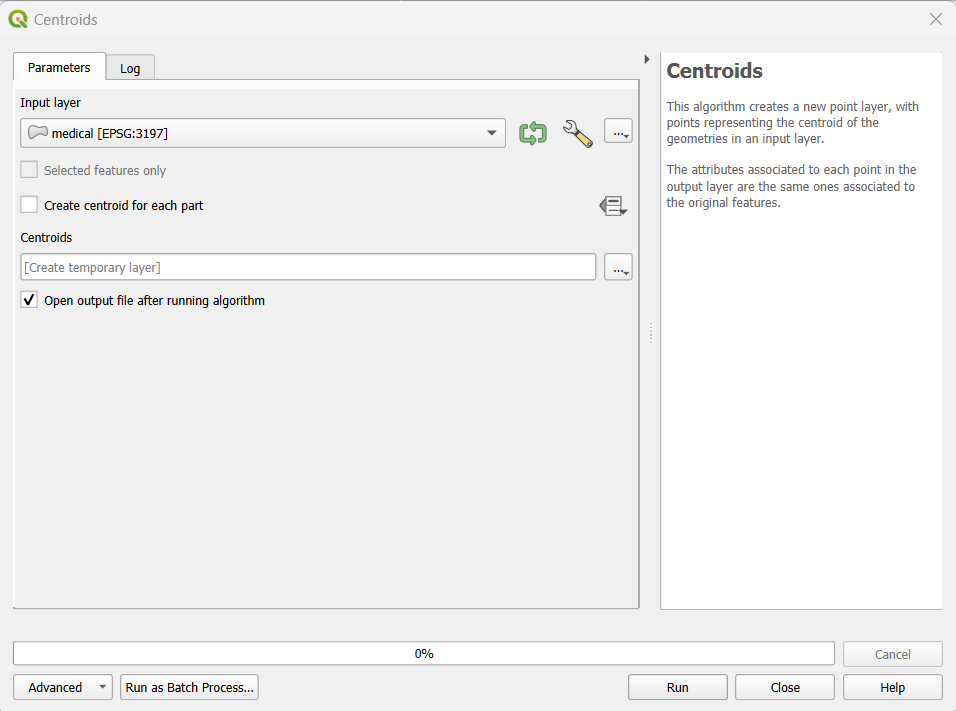 Centroids
Parameters
Log
Input layer
medical [EPSG:3197]
...
Selected features only
Create centroid for each part
Centroids
[Create temporary layer]
...
Open output file after running algorithm
Centroids
This algorithm creates a new point layer, with
points representing the centroid of the
geometries in an input layer.
The attributes associated to each point in the
output layer are the same ones associated to
the original features.
0%
Cancel
Advanced
Run as Batch Process...
Run
Close
Help